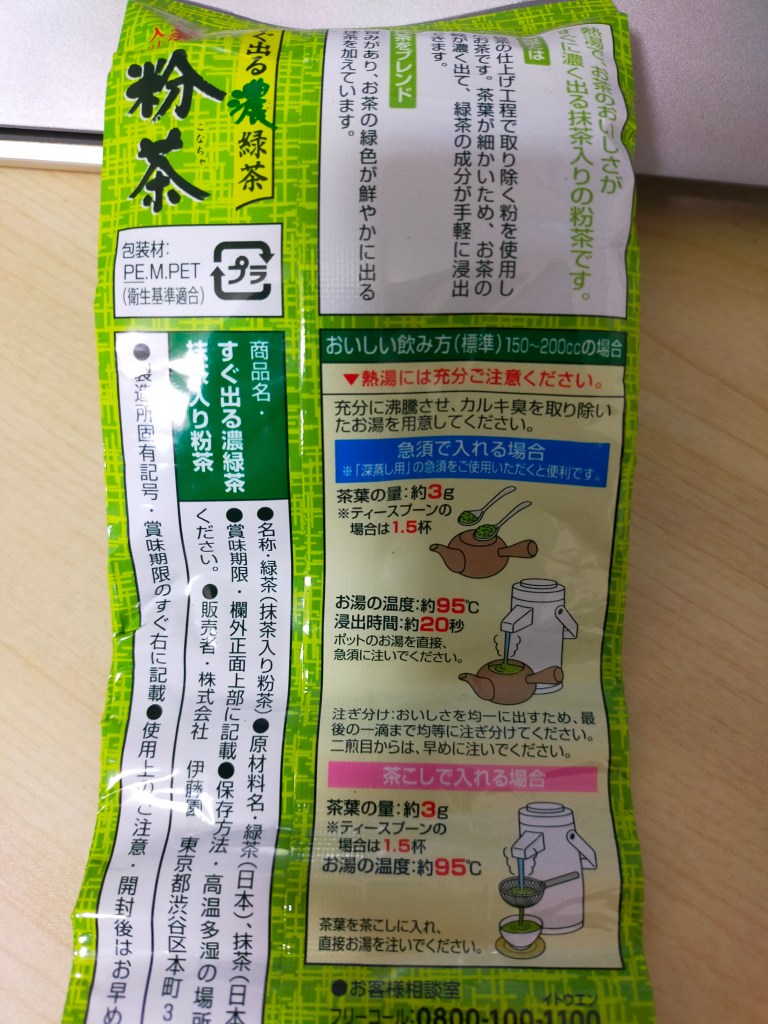 熱湯で、お茶のおいしさが
すぐに濃く出る抹茶入りの粉茶です。
は
茶の仕上げ工程で取り除く粉を使用し
お茶です。茶葉が細かいため、お茶の
が濃く出て、緑茶の成分が手軽に浸出
きます。
茶をブレンド
旨みがあり、お茶の緑色が鮮やかに出る
抹茶を加えています。
ぐ出る濃緑茶
入り
粉茶
こなちゃ
包装材:
PE.M.PET
(衛生基準適合)
プラ
おいしい飲み方(標準)150〜200ccの場合
▼熱湯には充分ご注意ください。
充分に沸騰させ、カルキ臭を取り除い
たお湯を用意してください。
急須で入れる場合
※「深蒸し用」の急須をご使用いただくと便利です。
茶葉の量:約3g
※ティースプーンの
場合は1.5杯
お湯の温度:約95℃
浸出時間:約20秒
ポットのお湯を直接、
急須に注いでください。
注ぎ分け:おいしさを均一に出すため、最
後の一滴まで均等に注ぎ分けてください。
二煎目からは、早めに注いでください。
茶こしで入れる場合
茶葉の量:約3g
※ティースプーンの
場合は1.5杯
お湯の温度:約95℃
茶葉を茶こしに入れ、
直接お湯を注いでください。
●お客様相談室
イトウエン
フリーコール:0800-100-1100
商品名・
すぐ出る濃緑茶
抹茶入り粉茶
●名称・緑茶(抹茶入り粉茶)●原材料名・緑茶(日本)、抹茶(日本
●賞味期限・欄外正面上部に記載●保存方法・高温多湿の場所
ください。●販売者・株式会社 伊藤園 東京都渋谷区本町3
●製造所固有記号・賞味期限のすぐ右に記載●使用上のご注意・開封後はお早め